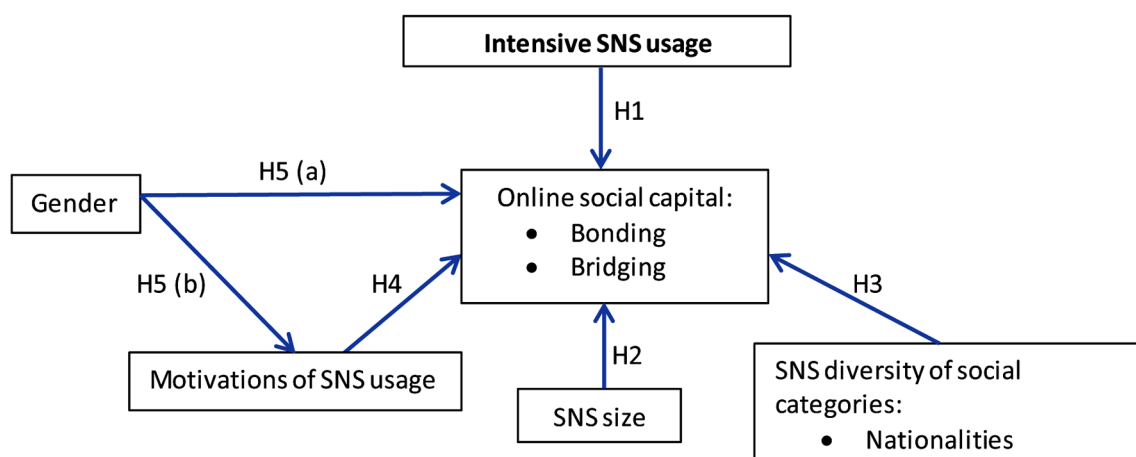 Intensive SNS usage
H1
H5 (a)
Gender
Online social capital:
• Bonding
• Bridging
H5 (b)
H4
H3
H2
Motivations of SNS usage
SNS size
SNS diversity of social
categories:
• Nationalities